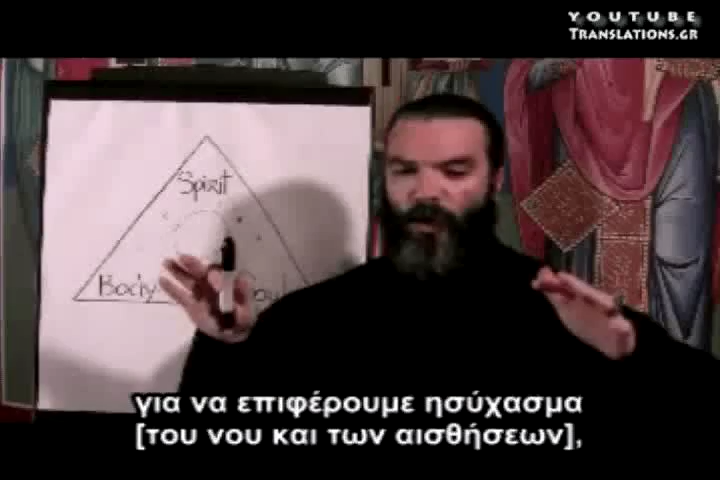 YOUTUBE
TRANSLATIONS.GR
Spirit
Body
για να επιφέρουμε ησύχασμα
[του νου και των αισθήσεων],